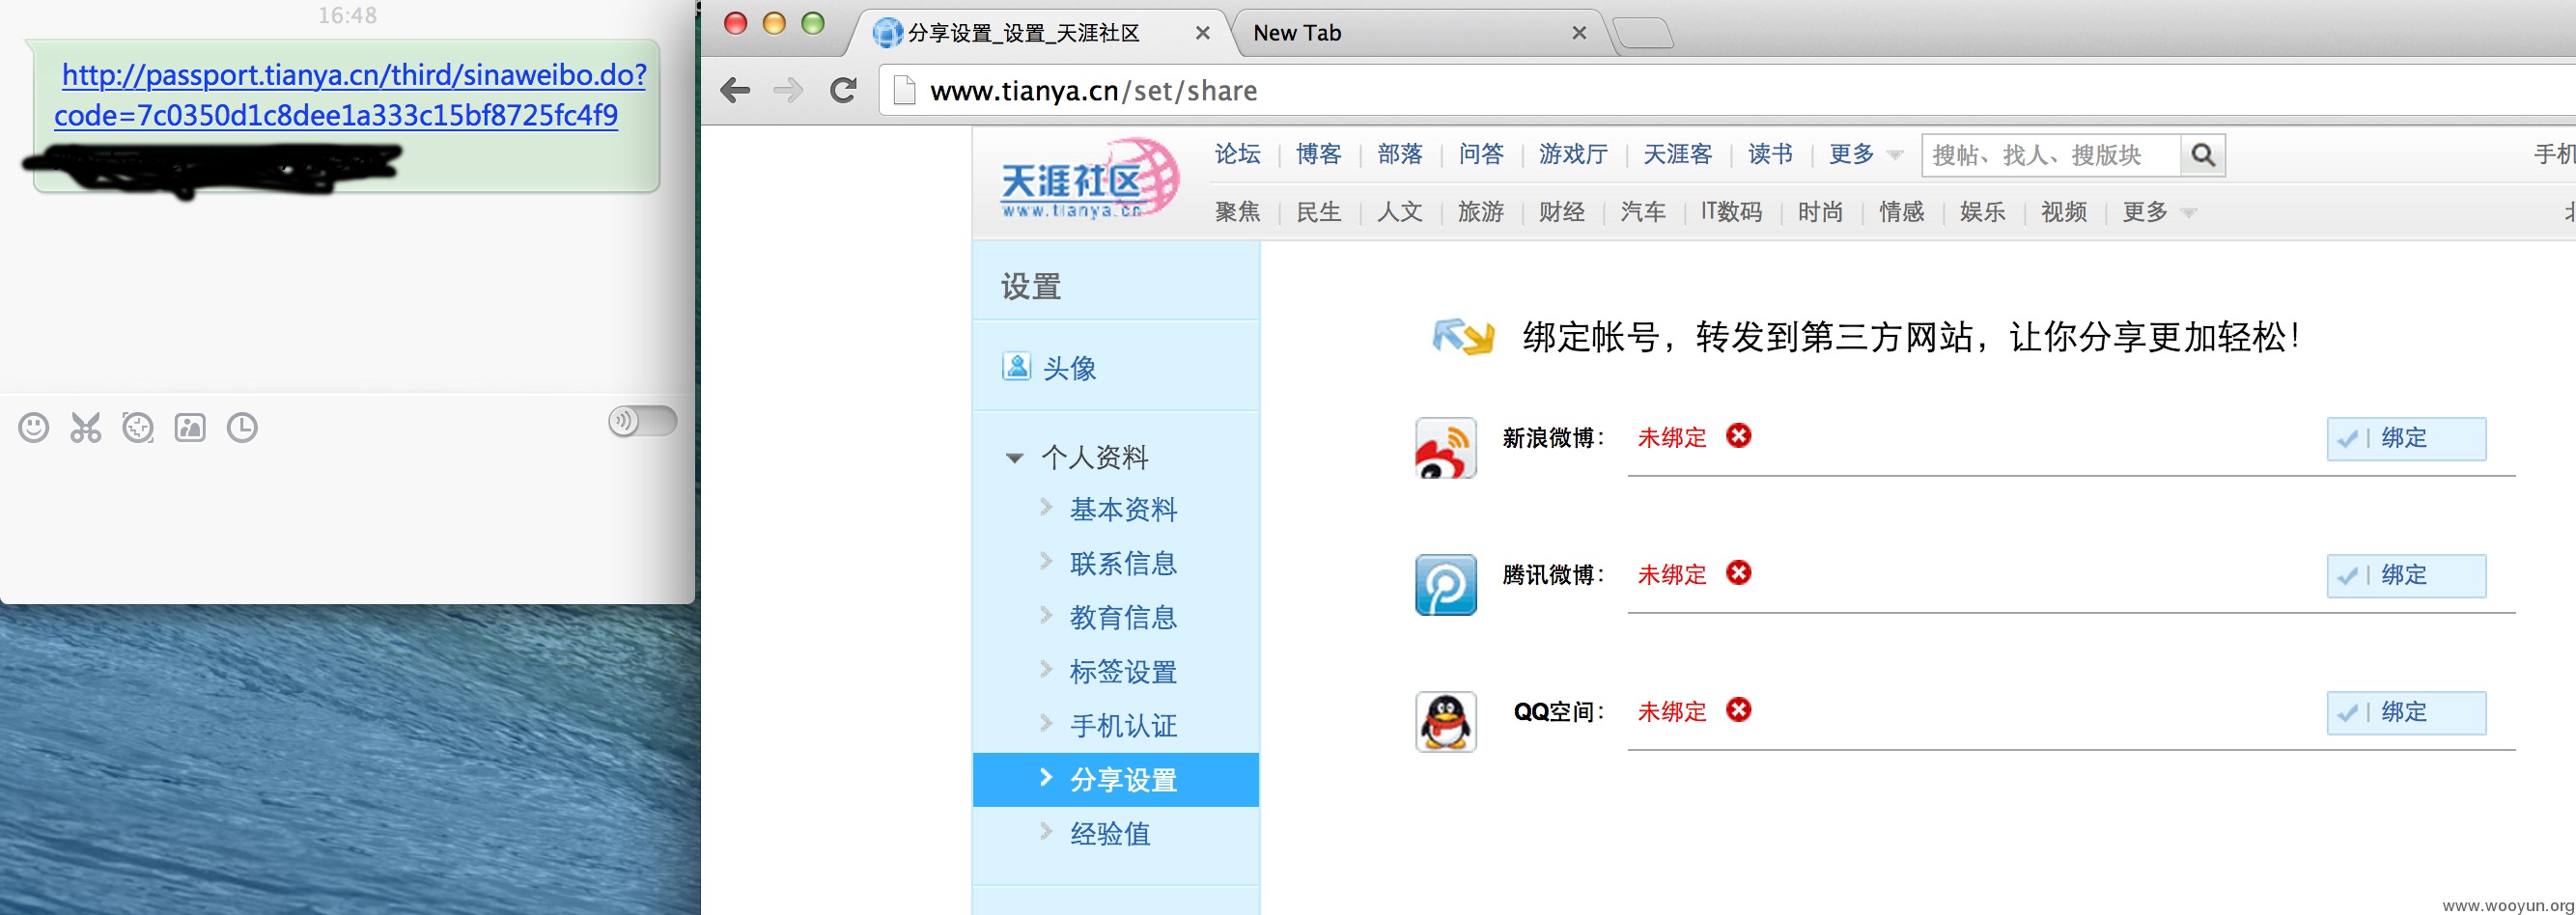 16:48
http://passport.tianya.cn/third/sinaweibo.do?
code=7c0350d1c8dee1a333c15bf8725fc4f9
分享设置_设置_天涯社区
New Tab
www.tianya.cn/set/share
天涯社区
www.tianya.cn
论坛 博客 部落 问答 游戏厅 天涯客 读书 更多
搜帖、找人、搜版块
手机
聚焦 民生 人文 旅游 财经 汽车 IT数码 时尚 情感 娱乐 视频 更多
设置
头像
个人资料
基本资料
联系信息
教育信息
标签设置
手机认证
分享设置
经验值
绑定帐号，转发到第三方网站，让你分享更加轻松！
新浪微博： 未绑定 绑定
腾讯微博： 未绑定 绑定
QQ空间： 未绑定 绑定
www.wooyun.org